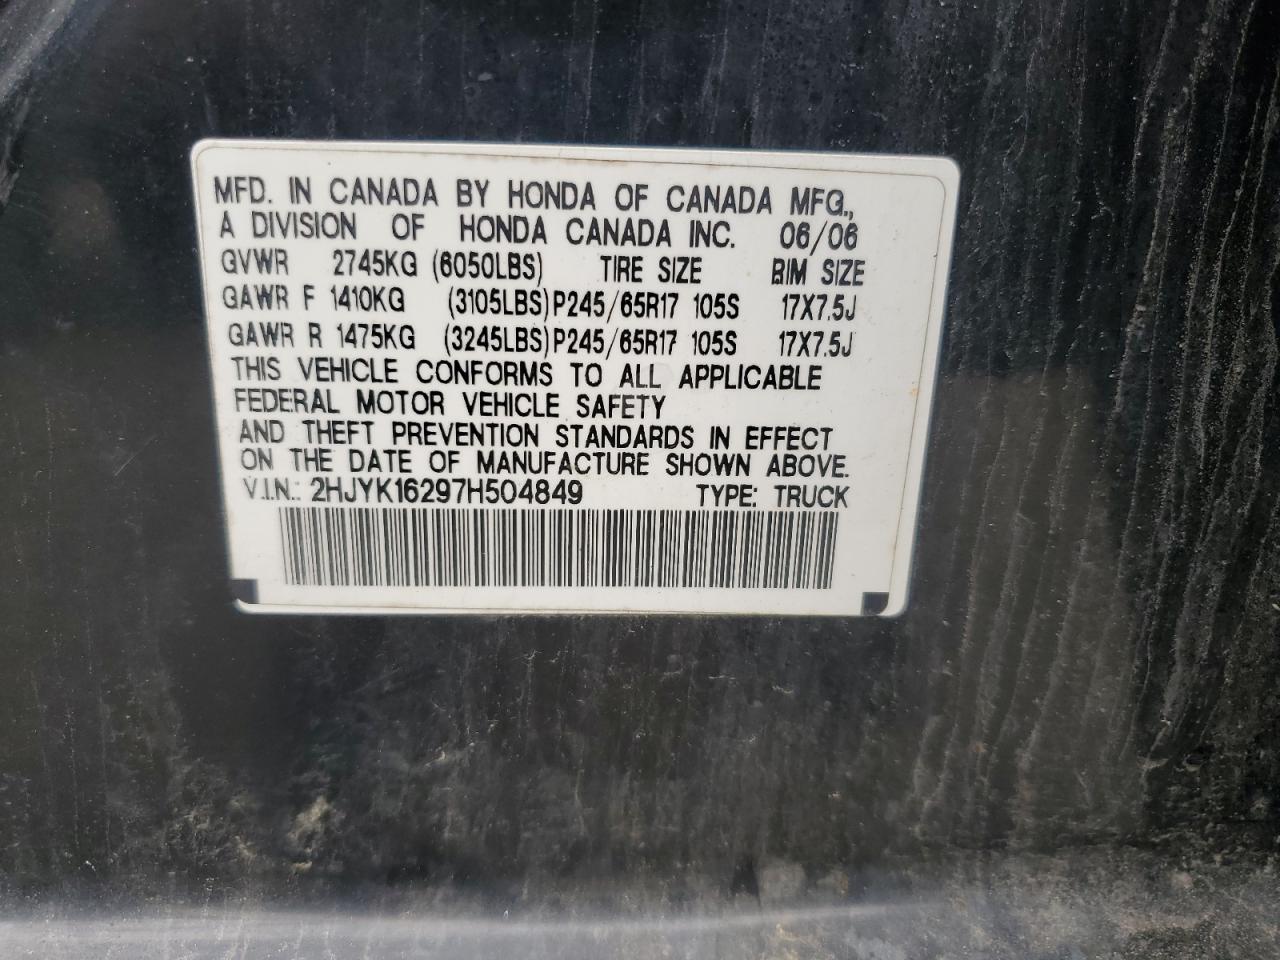 MFD. IN CANADA BY HONDA OF CANADA MFG.,
A DIVISION OF HONDA CANADA INC. 06/06
GVWR 2745KG (6050LBS) TIRE SIZE RIM SIZE
GAWR F 1410KG (3105LBS) P245/65R17 105S 17X7.5J
GAWR R 1475KG (3245LBS) P245/65R17 105S 17X7.5J
THIS VEHICLE CONFORMS TO ALL APPLICABLE
FEDERAL MOTOR VEHICLE SAFETY
AND THEFT PREVENTION STANDARDS IN EFFECT
ON THE DATE OF MANUFACTURE SHOWN ABOVE.
V.I.N.: 2HJYK16297H504849 TYPE: TRUCK